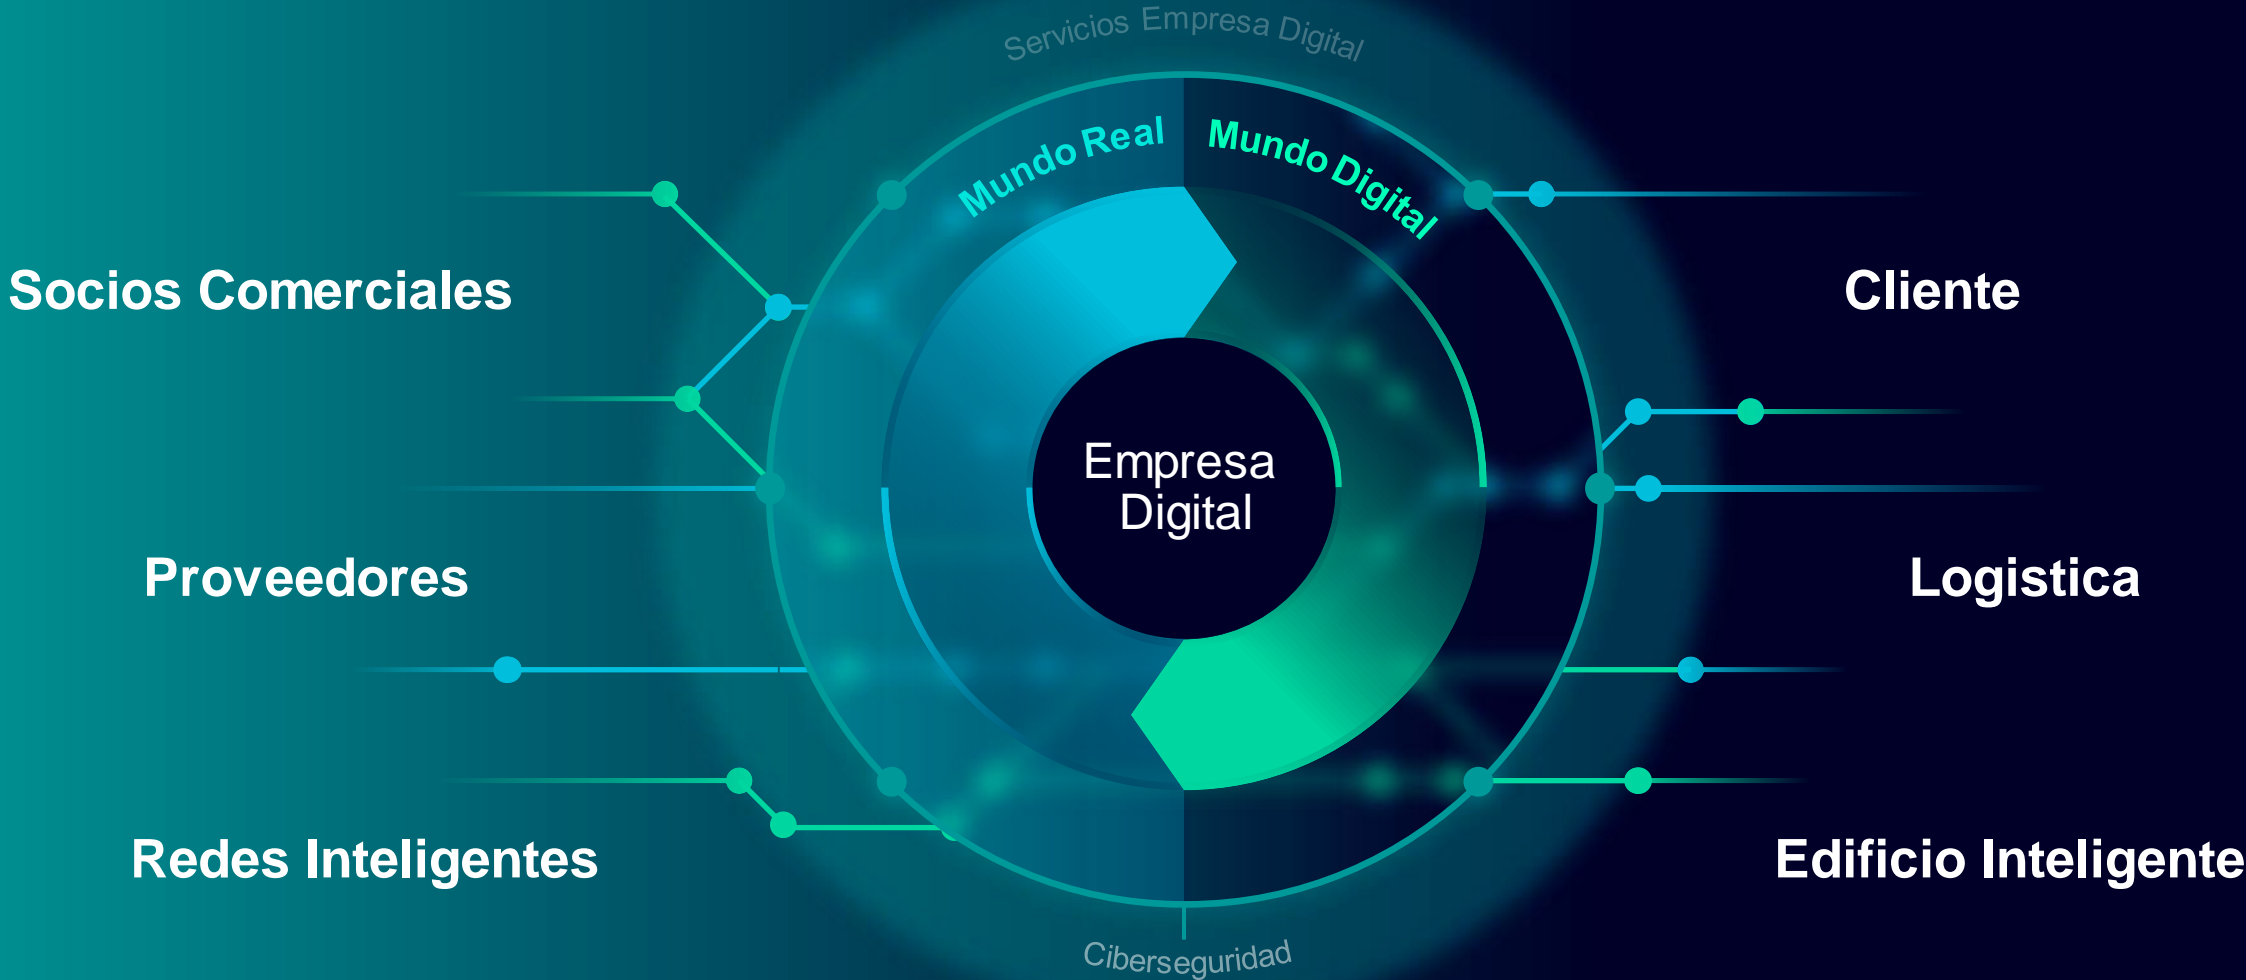 Servicios Empresa Digital
Mundo Real
Mundo Digital
Socios Comerciales
Cliente
Empresa
Digital
Proveedores
Logistica
Redes Inteligentes
Edificio Inteligente
Ciberseguridad